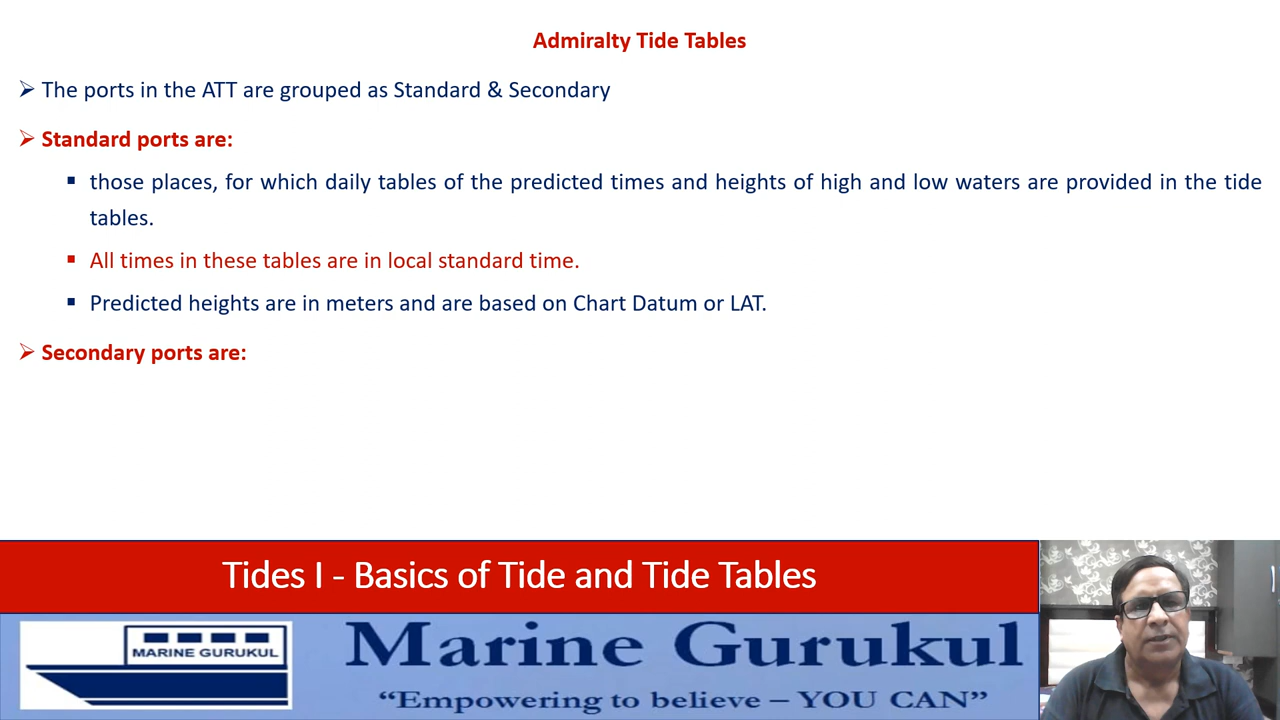 Admiralty Tide Tables
➢ The ports in the ATT are grouped as Standard & Secondary
➢ Standard ports are:
▪ those places, for which daily tables of the predicted times and heights of high and low waters are provided in the tide
tables.
▪ All times in these tables are in local standard time.
▪ Predicted heights are in meters and are based on Chart Datum or LAT.
➢ Secondary ports are:
Tides I - Basics of Tide and Tide Tables
MARINE GURUKUL
Marine Gurukul
“Empowering to believe – YOU CAN”